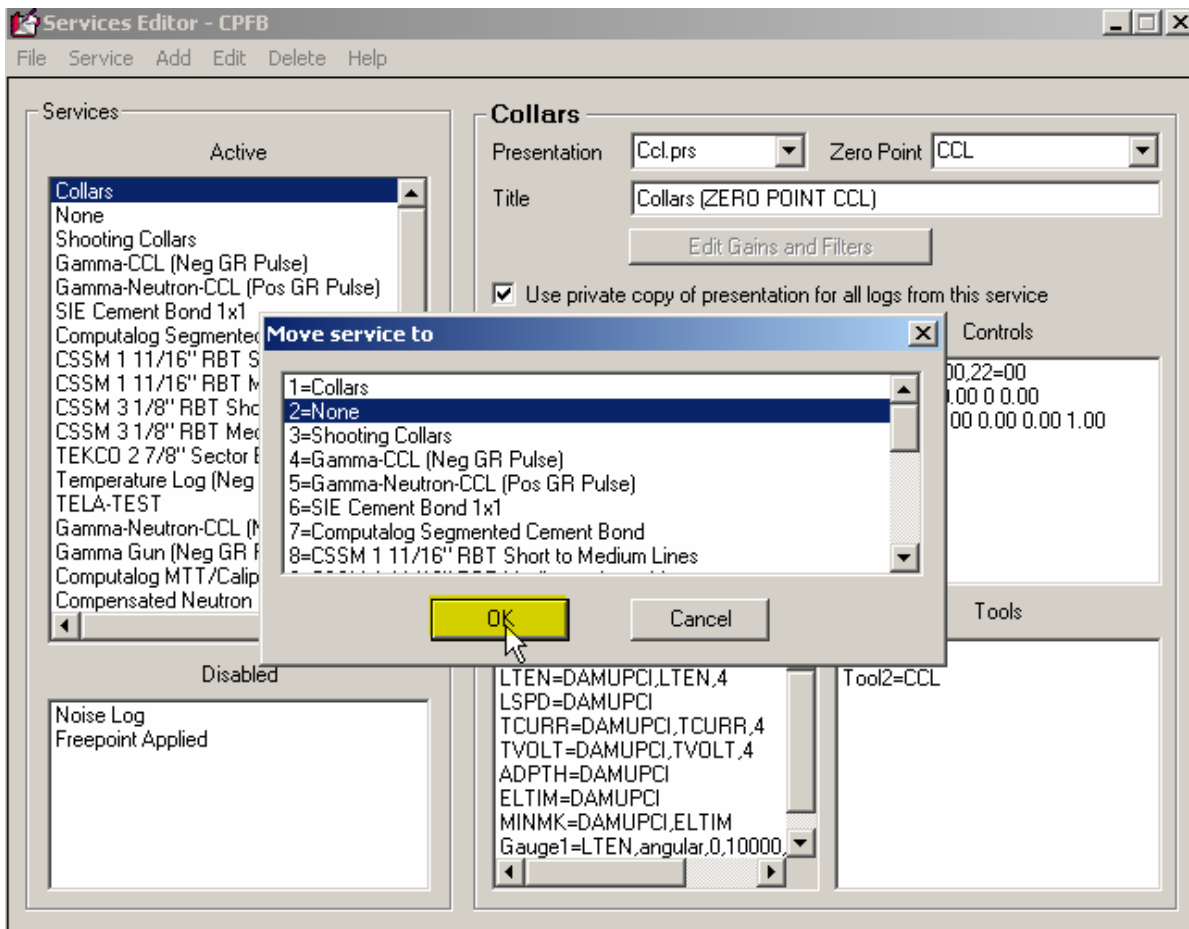 Services Editor - CPFB
File Service Add Edit Delete Help
Services
Active
Collars
None
Shooting Collars
Gamma-CCL (Neg GR Pulse)
Gamma-Neutron-CCL (Pos GR Pulse)
SIE Cement Bond 1x1
Computalog Segmented
CSSM 1 11/16" RBT S
CSSM 1 11/16" RBT M
CSSM 3 1/8" RBT Sho
CSSM 3 1/8" RBT Med
TEKCO 2 7/8" Sector
Temperature Log (Neg
TELA-TEST
Gamma-Neutron-CCL (N
Gamma Gun (Neg GR
Computalog MTT/Calip
Compensated Neutron
Disabled
Noise Log
Freepoint Applied
Collars
Presentation Ccl.prs Zero Point CCL
Title Collars (ZERO POINT CCL)
Edit Gains and Filters
Use private copy of presentation for all logs from this service
Controls
00,22=00
.00 0 0.00
00 0.00 0.00 1.00
Tools
Tool2=CCL
LTEN=DAMUPCI,LTEN,4
LSPD=DAMUPCI
TCURR=DAMUPCI,TCURR,4
TVOLT=DAMUPCI,TVOLT,4
ADPTH=DAMUPCI
ELTIM=DAMUPCI
MINMK=DAMUPCI,ELTIM
Gauge1=LTEN,angular,0,10000,
Move service to
1=Collars
2=None
3=Shooting Collars
4=Gamma-CCL (Neg GR Pulse)
5=Gamma-Neutron-CCL (Pos GR Pulse)
6=SIE Cement Bond 1x1
7=Computalog Segmented Cement Bond
8=CSSM 1 11/16" RBT Short to Medium Lines
OK Cancel